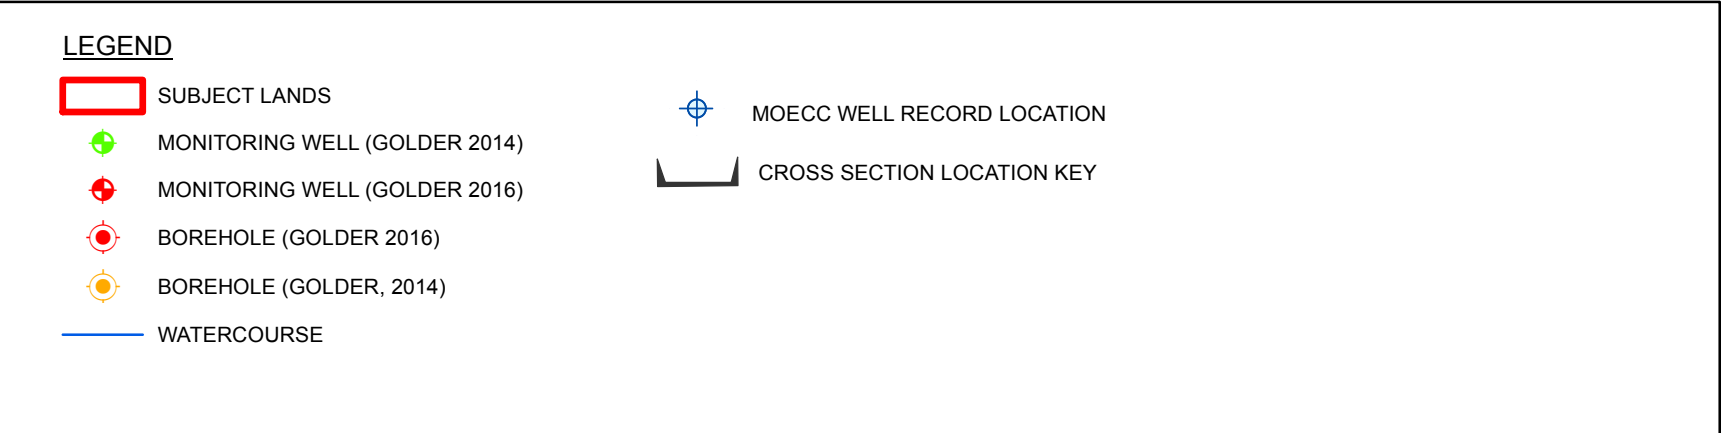 LEGEND
SUBJECT LANDS
MONITORING WELL (GOLDER 2014)
MONITORING WELL (GOLDER 2016)
BOREHOLE (GOLDER 2016)
BOREHOLE (GOLDER, 2014)
WATERCOURSE
MOECC WELL RECORD LOCATION
CROSS SECTION LOCATION KEY